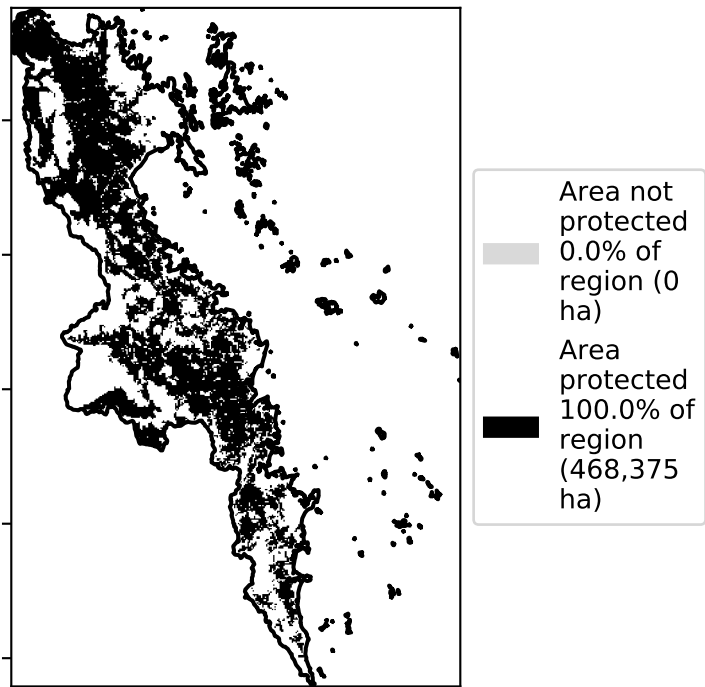 Area not
protected
0.0% of
region (0
ha)
Area
protected
100.0% of
region
(468,375
ha)